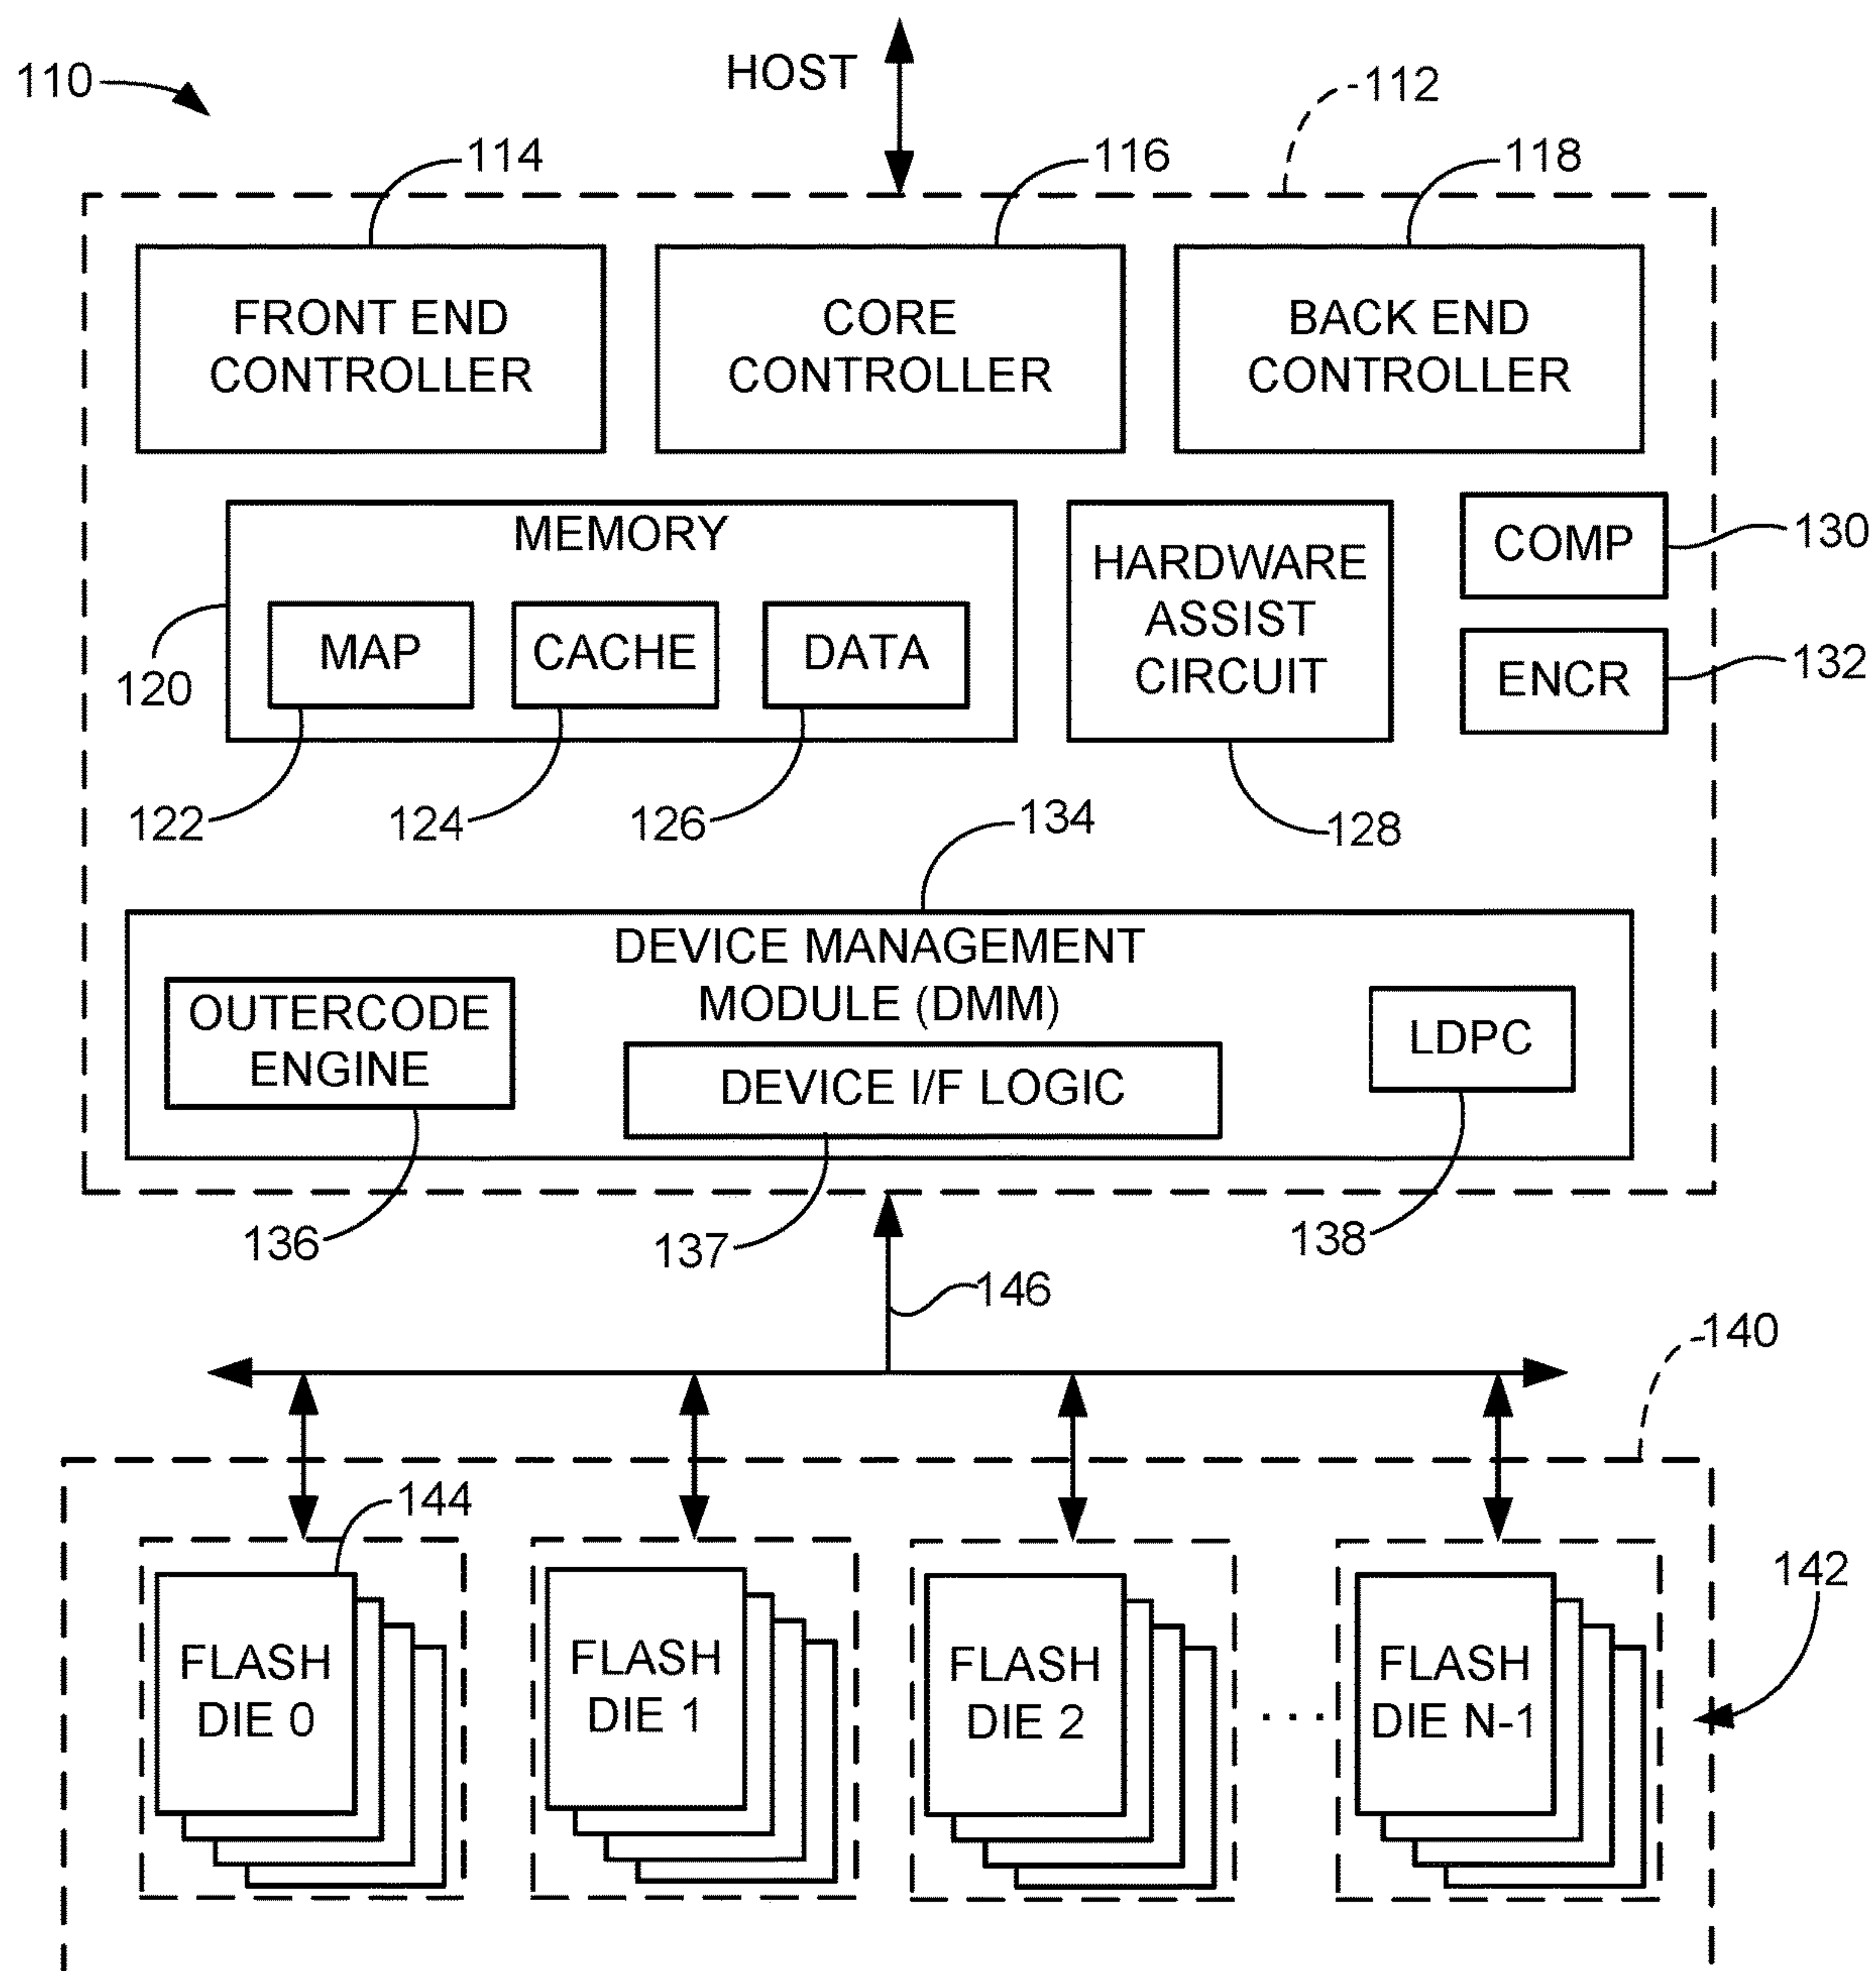 110
HOST
112
114
116
118
FRONT END
CONTROLLER
CORE
CONTROLLER
BACK END
CONTROLLER
MEMORY
MAP
CACHE
DATA
HARDWARE
ASSIST
CIRCUIT
COMP
130
ENCR
132
120
122
124
126
128
134
DEVICE MANAGEMENT
MODULE (DMM)
OUTERCODE
ENGINE
DEVICE I/F LOGIC
LDPC
136
137
138
146
140
144
142
FLASH
DIE 0
FLASH
DIE 1
FLASH
DIE 2
...
FLASH
DIE N-1